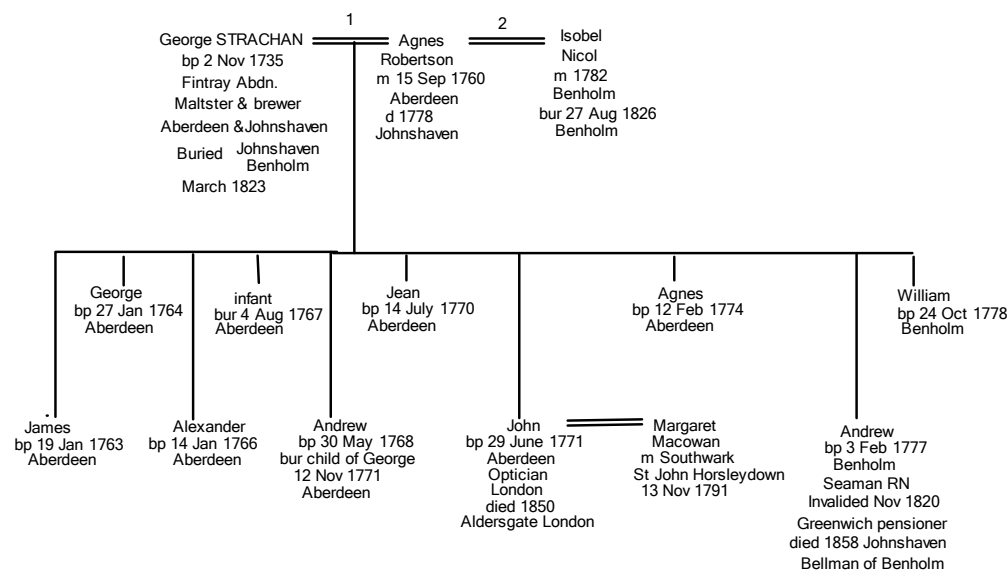 1
2
George STRACHAN
bp 2 Nov 1735
Fintray Abdn.
Maltster & brewer
Aberdeen &Johnshaven
Buried Johnshaven
Benholm
March 1823
Agnes
Robertson
m 15 Sep 1760
Aberdeen
d 1778
Johnshaven
Isobel
Nicol
m 1782
Benholm
bur 27 Aug 1826
Benholm
George
bp 27 Jan 1764
Aberdeen
infant
bur 4 Aug 1767
Aberdeen
Jean
bp 14 July 1770
Aberdeen
Agnes
bp 12 Feb 1774
Aberdeen
William
bp 24 Oct 1778
Benholm
James
bp 19 Jan 1763
Aberdeen
Alexander
bp 14 Jan 1766
Aberdeen
Andrew
bp 30 May 1768
bur child of George
12 Nov 1771
Aberdeen
John
bp 29 June 1771
Aberdeen
Optician
London
died 1850
Aldersgate London
Margaret
Macowan
m Southwark
St John Horsleydown
13 Nov 1791
Andrew
bp 3 Feb 1777
Benholm
Seaman RN
Invalided Nov 1820
Greenwich pensioner
died 1858 Johnshaven
Bellman of Benholm